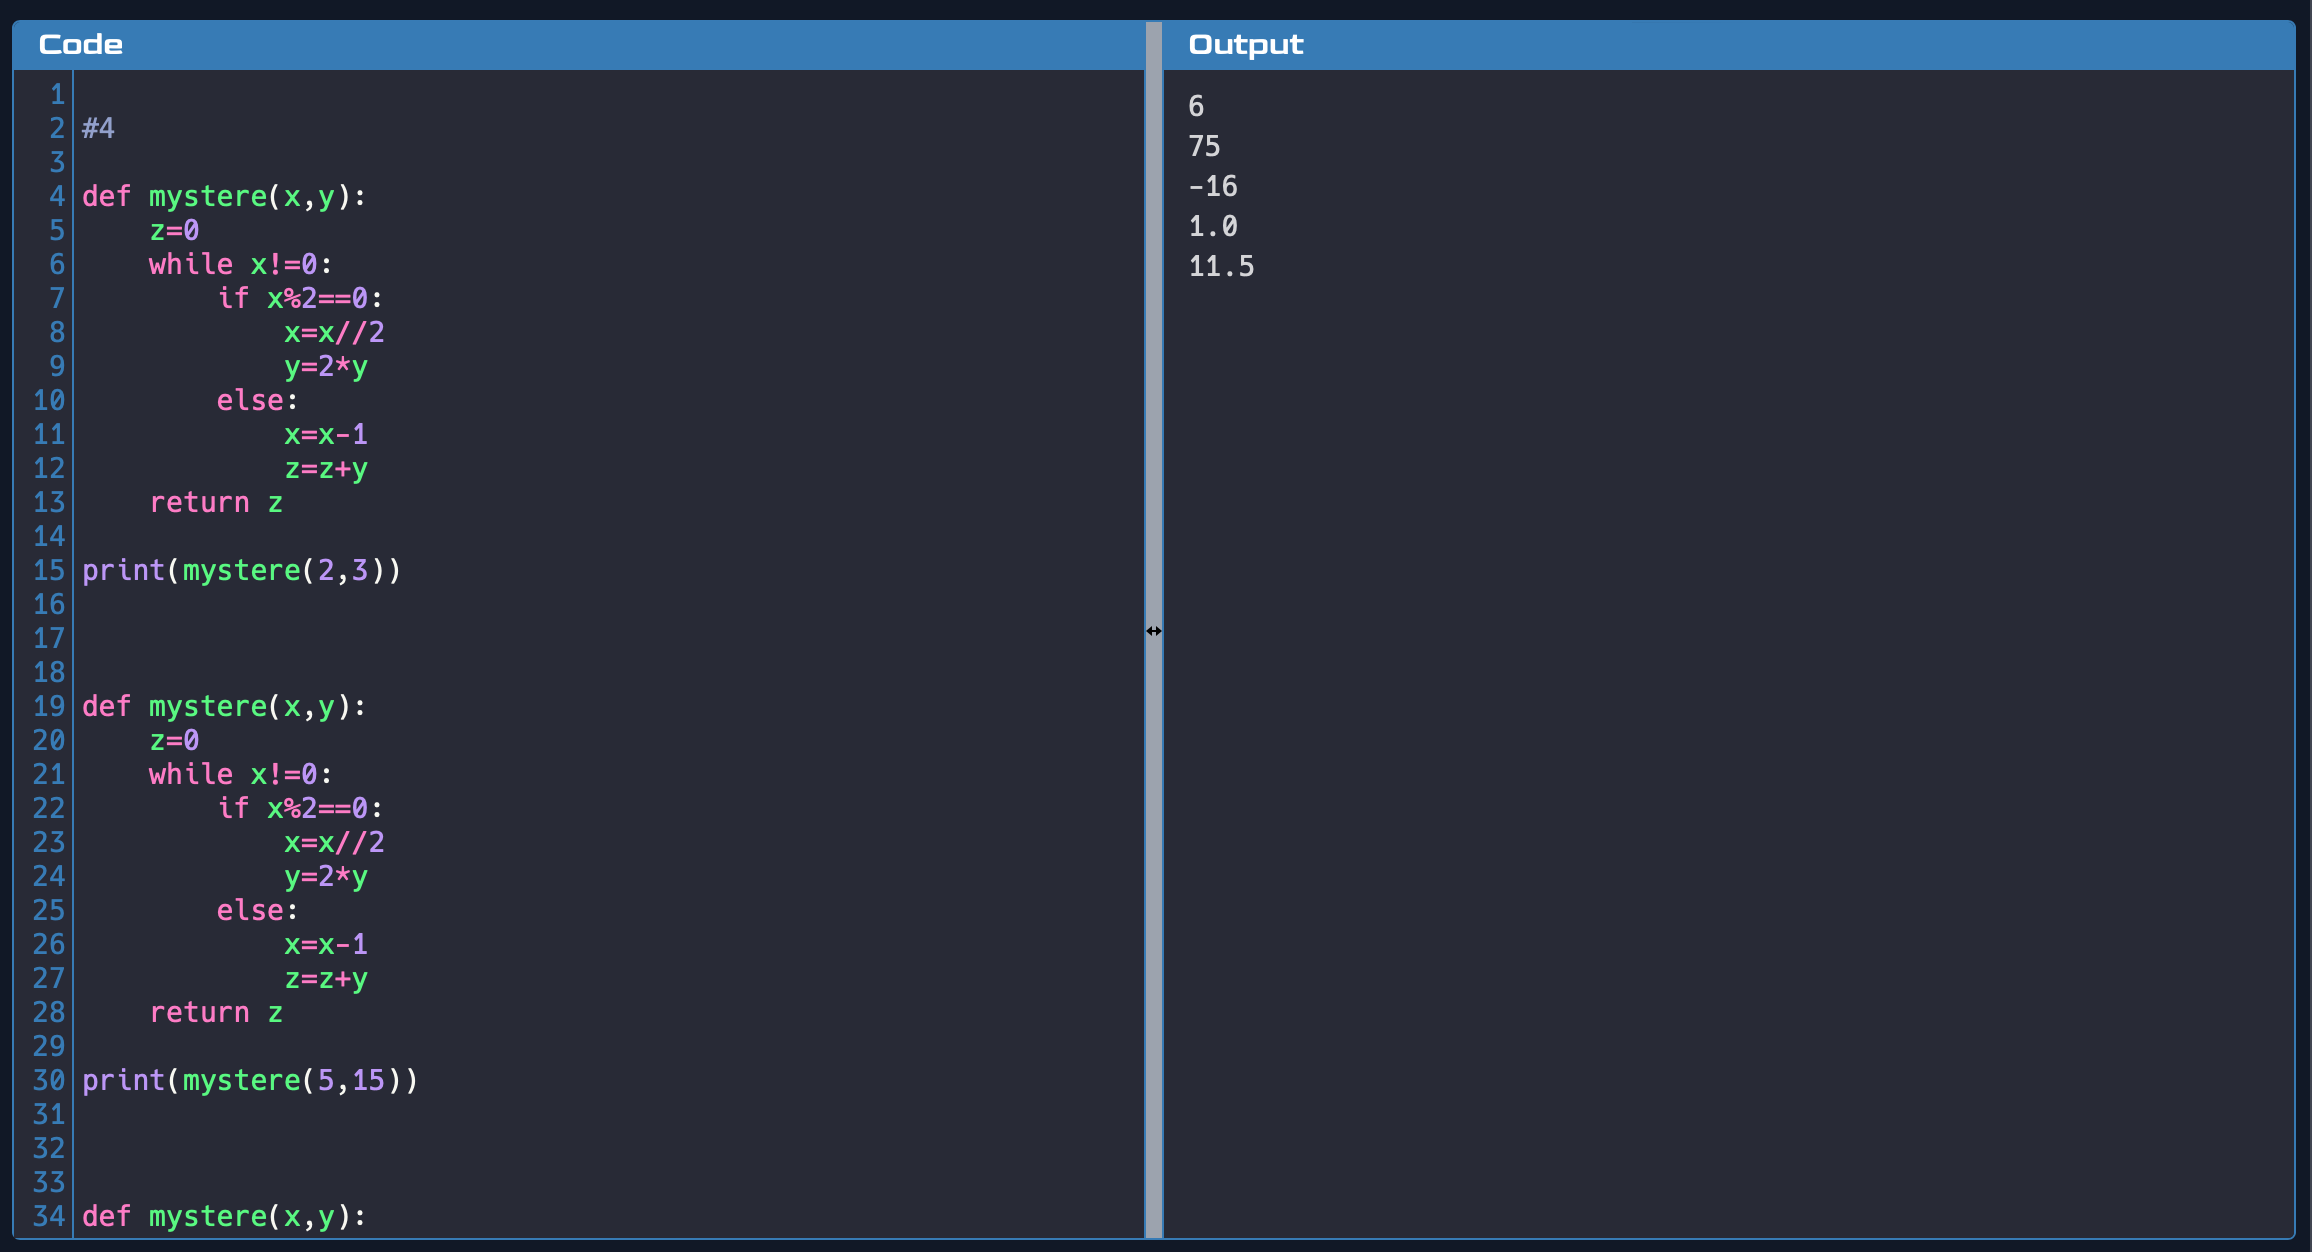 Code
1
2 #4
3
4 def mystere(x,y):
5     z=0
6     while x!=0:
7         if x%2==0:
8             x=x//2
9             y=2*y
10         else:
11             x=x-1
12             z=z+y
13     return z
14
15 print(mystere(2,3))
16
17
18
19 def mystere(x,y):
20     z=0
21     while x!=0:
22         if x%2==0:
23             x=x//2
24             y=2*y
25         else:
26             x=x-1
27             z=z+y
28     return z
29
30 print(mystere(5,15))
31
32
33
34 def mystere(x,y):
Output
6
75
-16
1.0
11.5